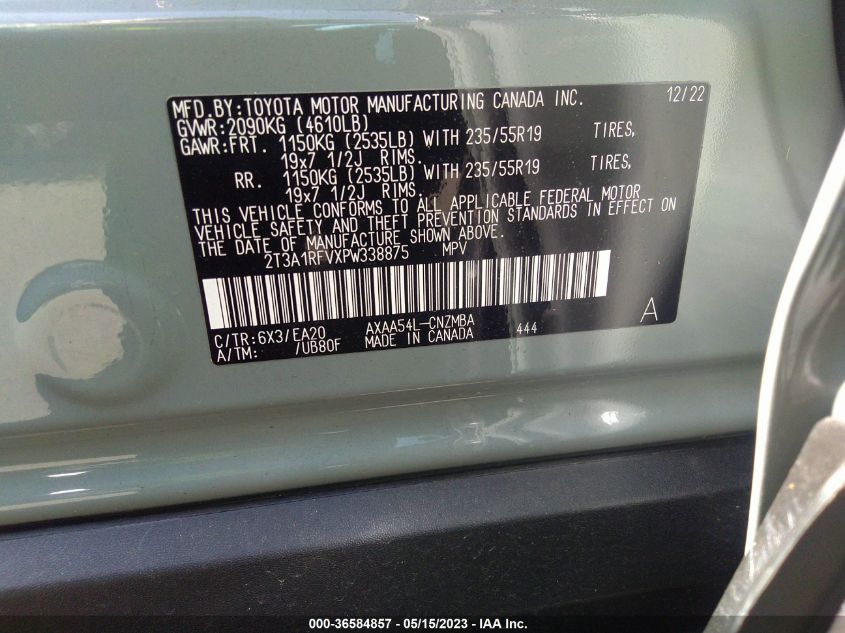 MFD.BY:TOYOTA MOTOR MANUFACTURING CANADA INC. 12/22
GVWR:2090KG (4610LB)
GAWR:FRT. 1150KG (2535LB) WITH 235/55R19 TIRES,
19x7 1/2J RIMS.
RR. 1150KG (2535LB) WITH 235/55R19 TIRES,
19x7 1/2J RIMS.
THIS VEHICLE CONFORMS TO ALL APPLICABLE FEDERAL MOTOR
VEHICLE SAFETY AND THEFT PREVENTION STANDARDS IN EFFECT ON
THE DATE OF MANUFACTURE SHOWN ABOVE.
2T3A1RFVXPW338875 MPV
C/TR:6X3/EA20 AXAA54L-CNZMBA 444 A
A/TM: /UB80F MADE IN CANADA
000-36584857 - 05/15/2023 - IAA Inc.